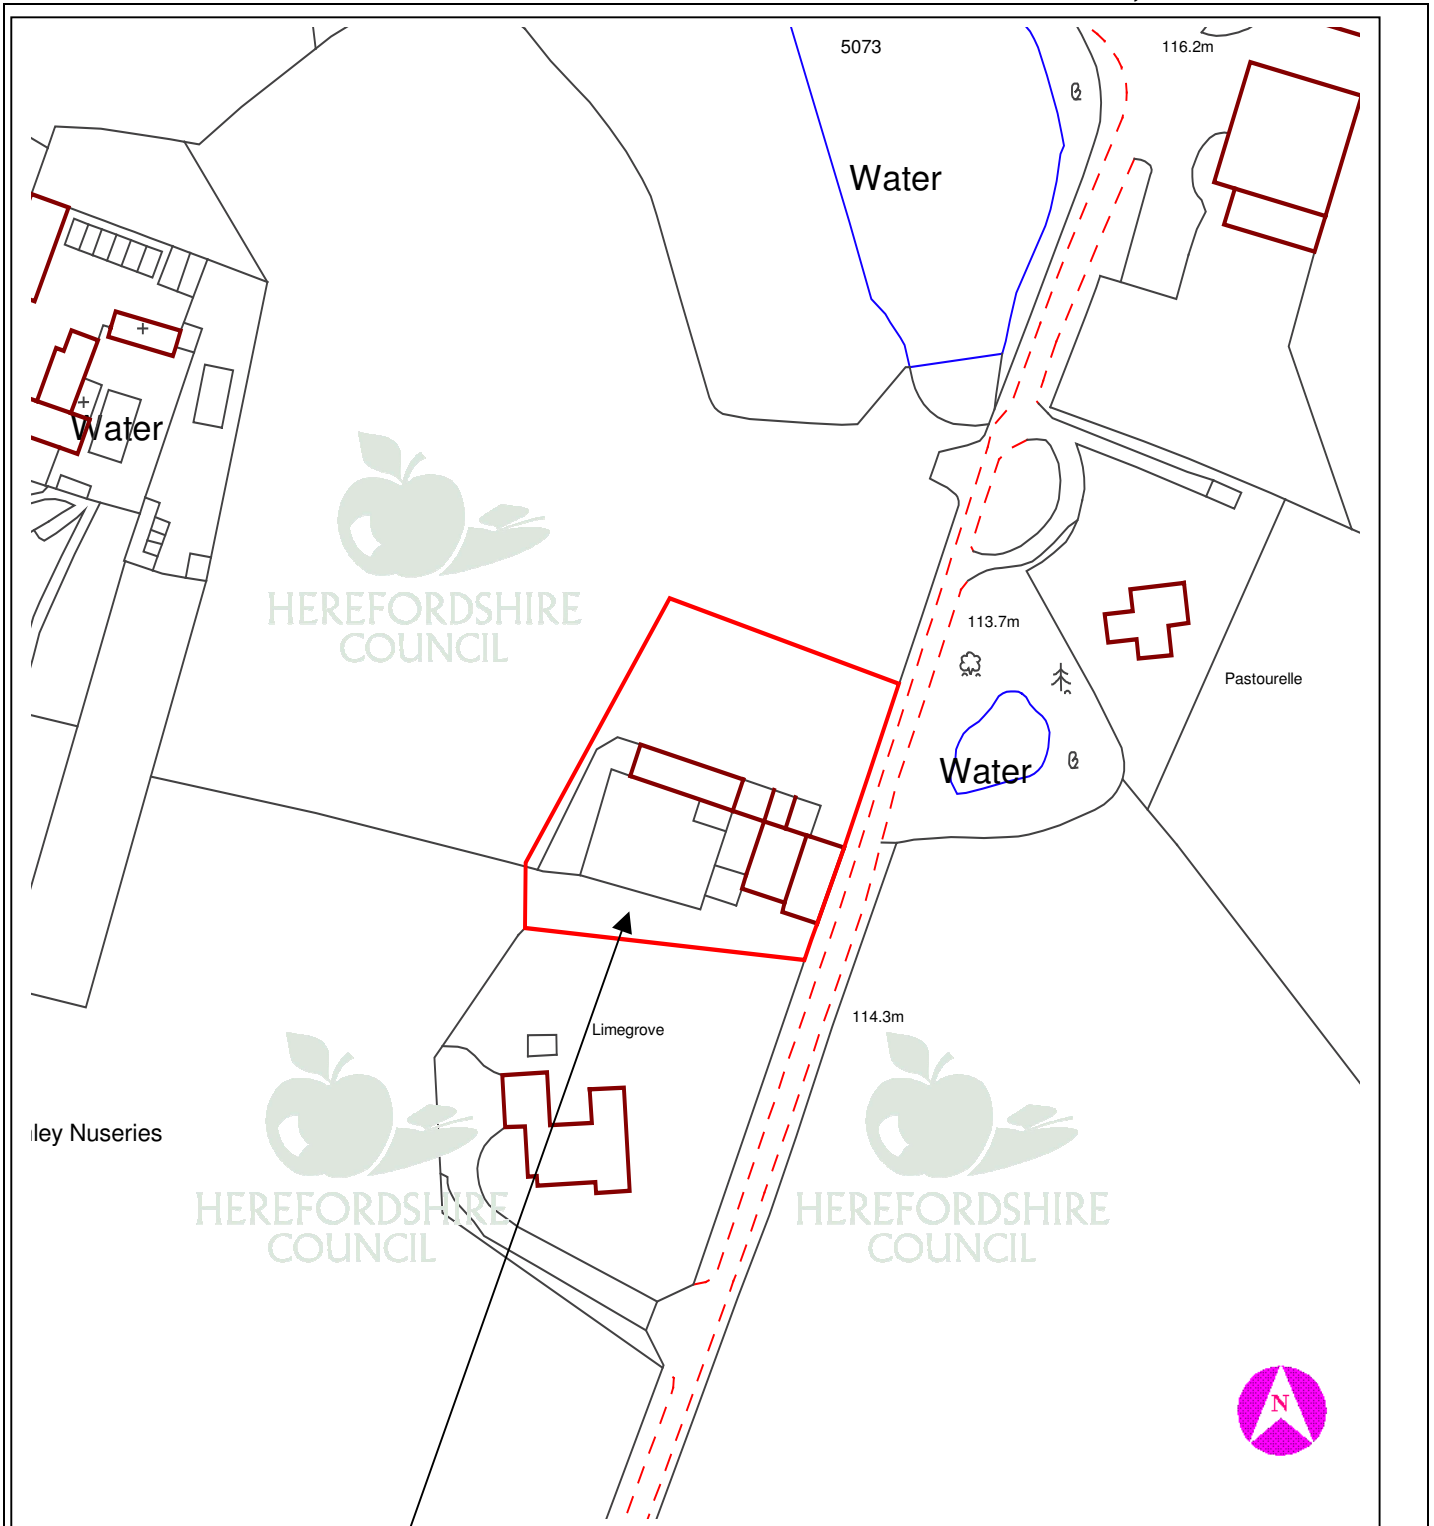 5073
116.2m
Water
Water
HEREFORDSHIRE
COUNCIL
113.7m
Pastourelle
Water
114.3m
Limegrove
ley Nuseries
HEREFORDSHIRE
COUNCIL
HEREFORDSHIRE
COUNCIL
N